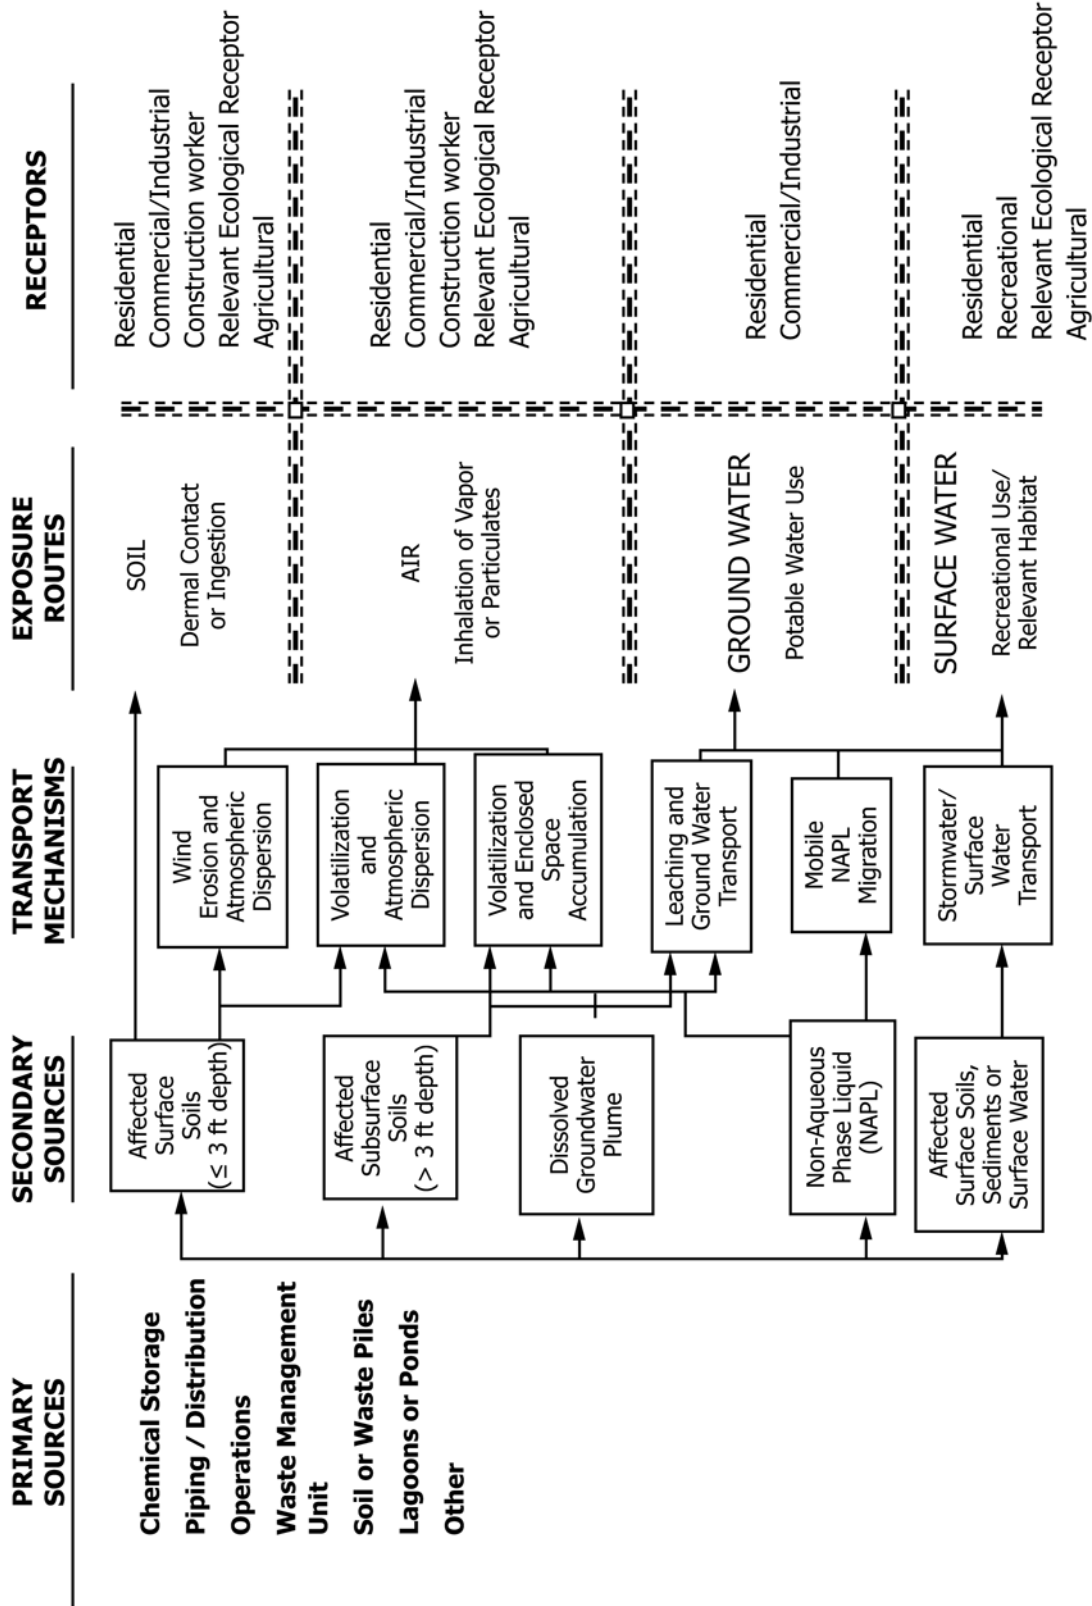 PRIMARY
SOURCES
Chemical Storage
Piping / Distribution
Operations
Waste Management
Unit
Soil or Waste Piles
Lagoons or Ponds
Other
SECONDARY
SOURCES
Affected
Surface
Soils
(≤ 3 ft depth)
Affected
Subsurface
Soils
(> 3 ft depth)
Dissolved
Groundwater
Plume
Non-Aqueous
Phase Liquid
(NAPL)
Affected
Surface Soils,
Sediments or
Surface Water
TRANSPORT
MECHANISMS
Wind
Erosion and
Atmospheric
Dispersion
Volatilization
and
Atmospheric
Dispersion
Volatilization
and Enclosed
Space
Accumulation
Leaching and
Ground Water
Transport
Mobile
NAPL
Migration
Stormwater/
Surface
Water
Transport
EXPOSURE
ROUTES
SOIL
Dermal Contact
or Ingestion
AIR
Inhalation of Vapor
or Particulates
GROUND WATER
Potable Water Use
SURFACE WATER
Recreational Use/
Relevant Habitat
RECEPTORS
Residential
Commercial/Industrial
Construction worker
Relevant Ecological Receptor
Agricultural
Residential
Commercial/Industrial
Construction worker
Relevant Ecological Receptor
Agricultural
Residential
Commercial/Industrial
Residential
Recreational
Relevant Ecological Receptor
Agricultural